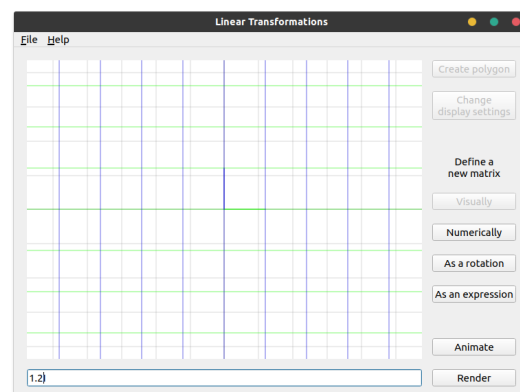 Linear Transformations
File Help
Create polygon
Change
display settings
Define a
new matrix
Visually
Numerically
As a rotation
As an expression
Animate
1.2I
Render